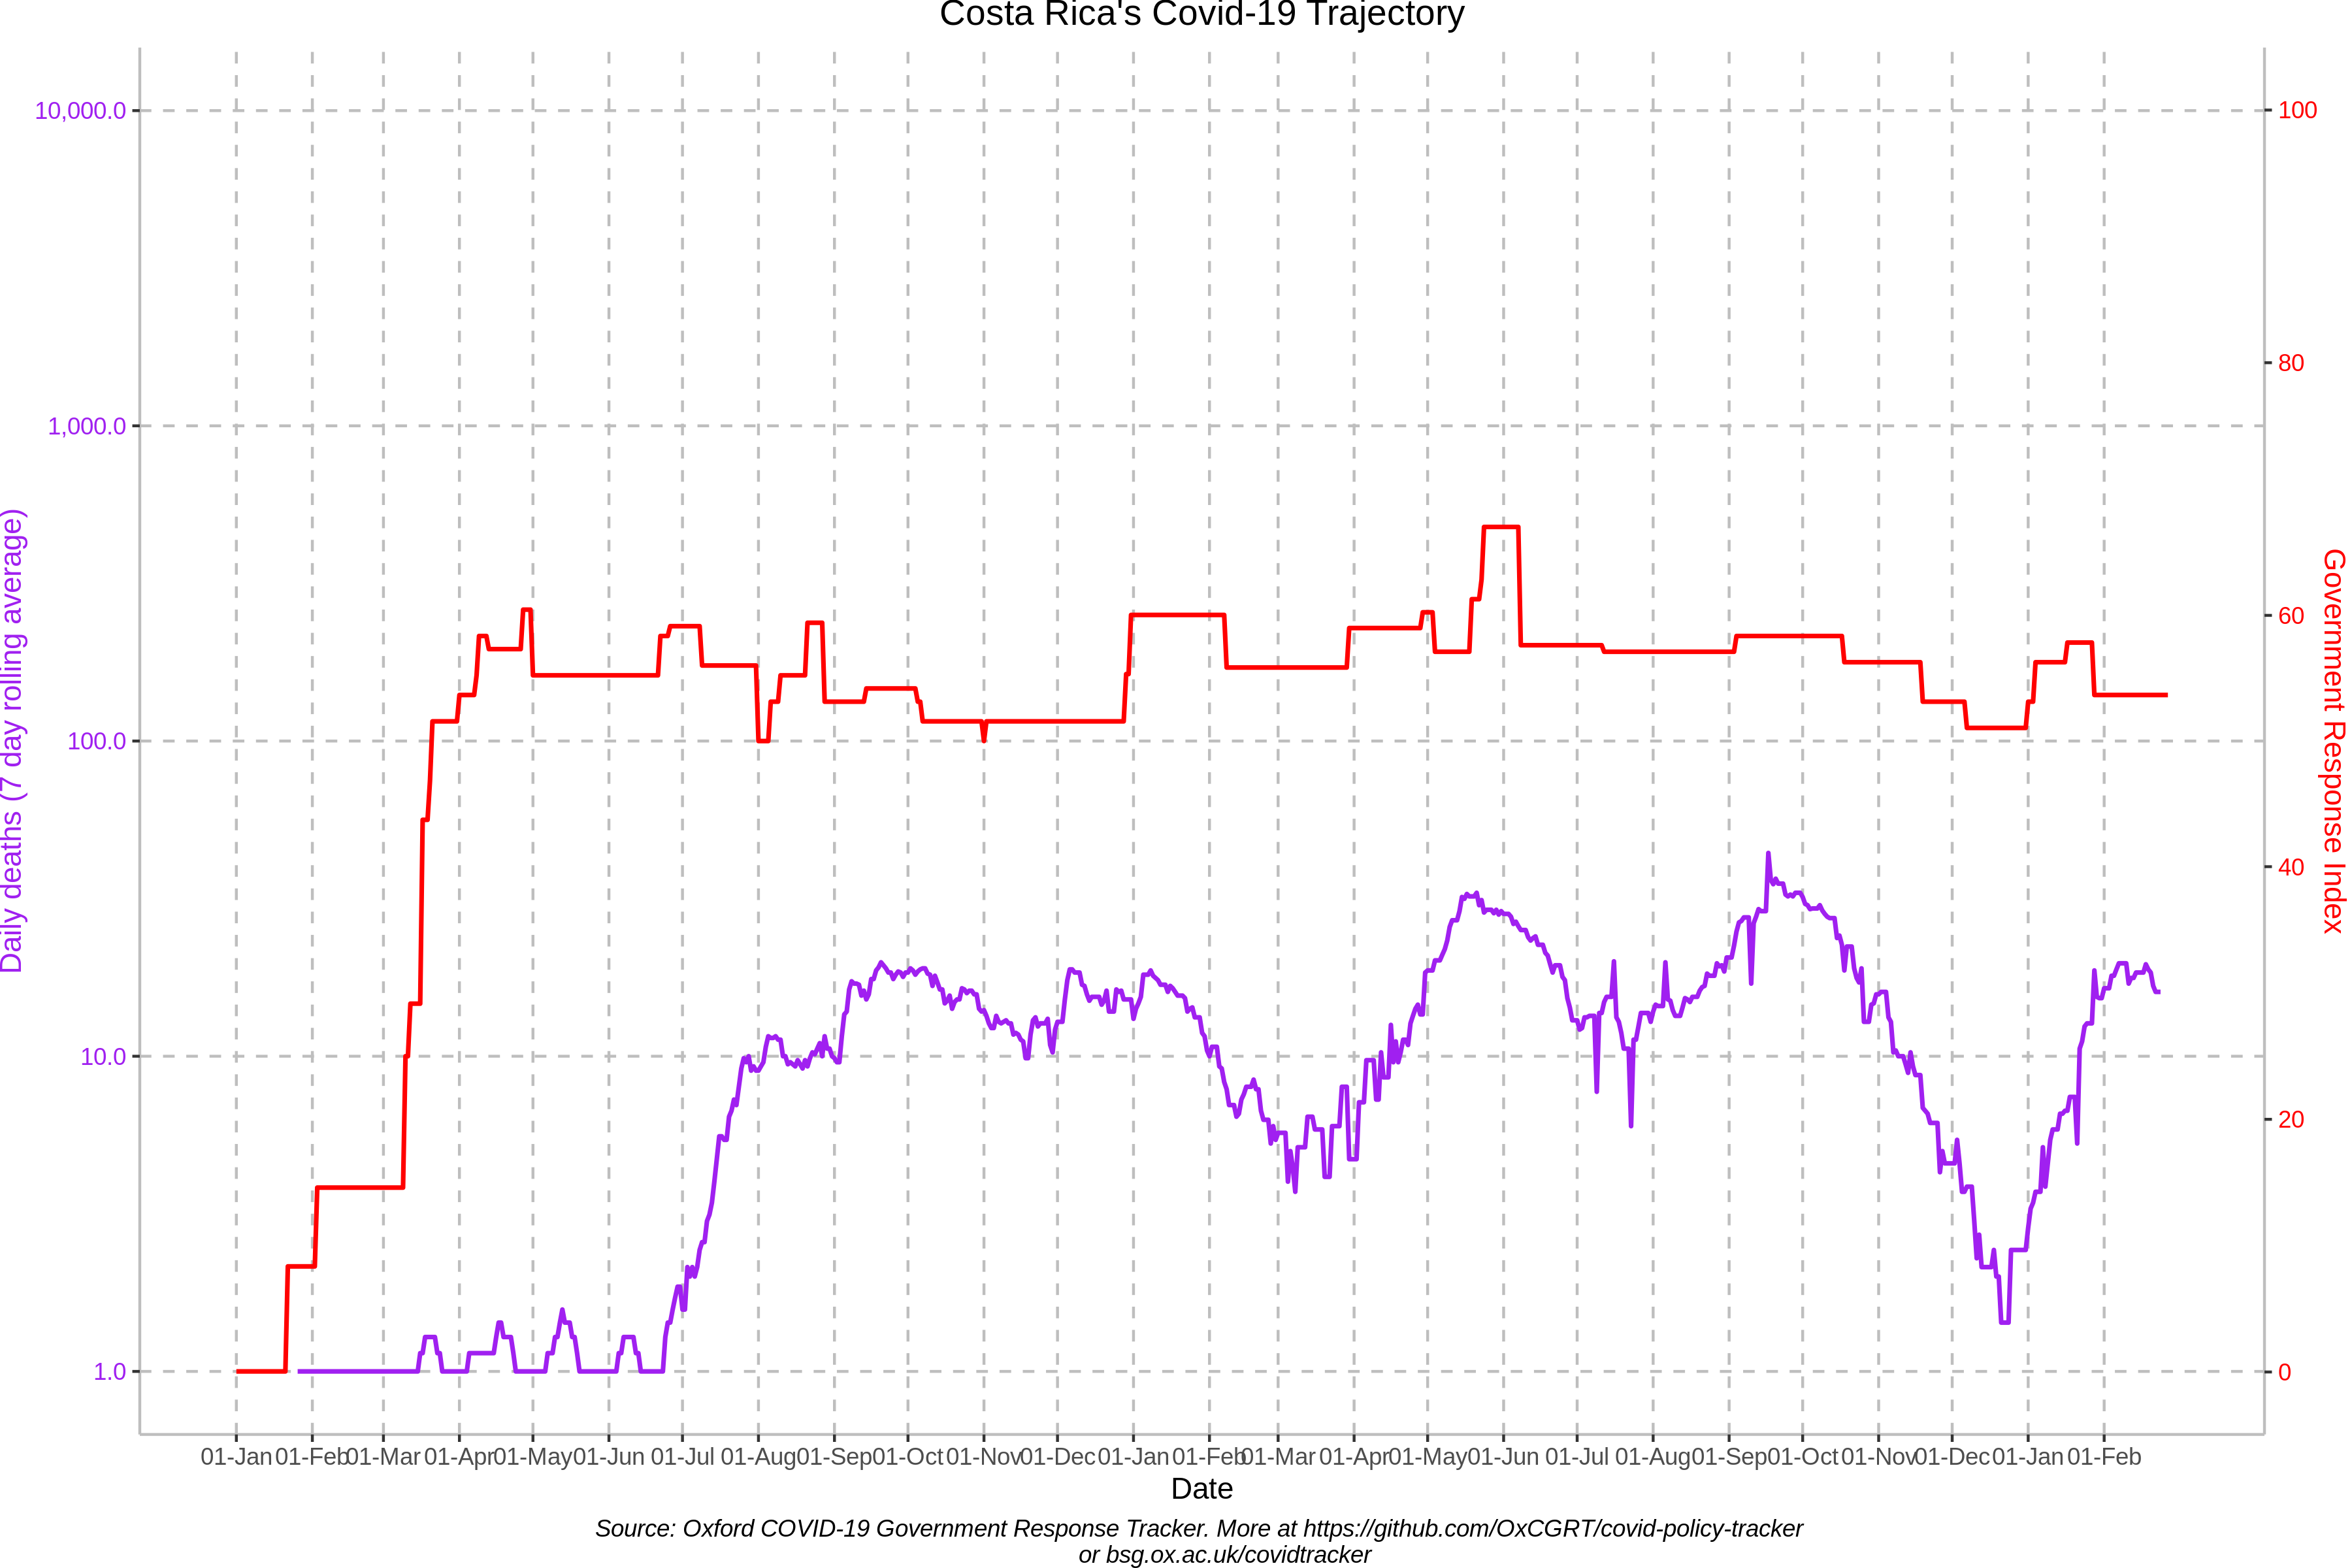 Costa Rica's Covid-19 Trajectory
10,000.0
1,000.0
100.0
10.0
1.0
Daily deaths (7 day rolling average)
100
80
60
40
20
0
Government Response Index
01-Jan 01-Feb 01-Mar 01-Apr 01-May 01-Jun 01-Jul 01-Aug 01-Sep 01-Oct 01-Nov 01-Dec 01-Jan 01-Feb 01-Mar 01-Apr 01-May 01-Jun 01-Jul 01-Aug 01-Sep 01-Oct 01-Nov 01-Dec 01-Jan 01-Feb
Date
Source: Oxford COVID-19 Government Response Tracker. More at https://github.com/OxCGRT/covid-policy-tracker
or bsg.ox.ac.uk/covidtracker